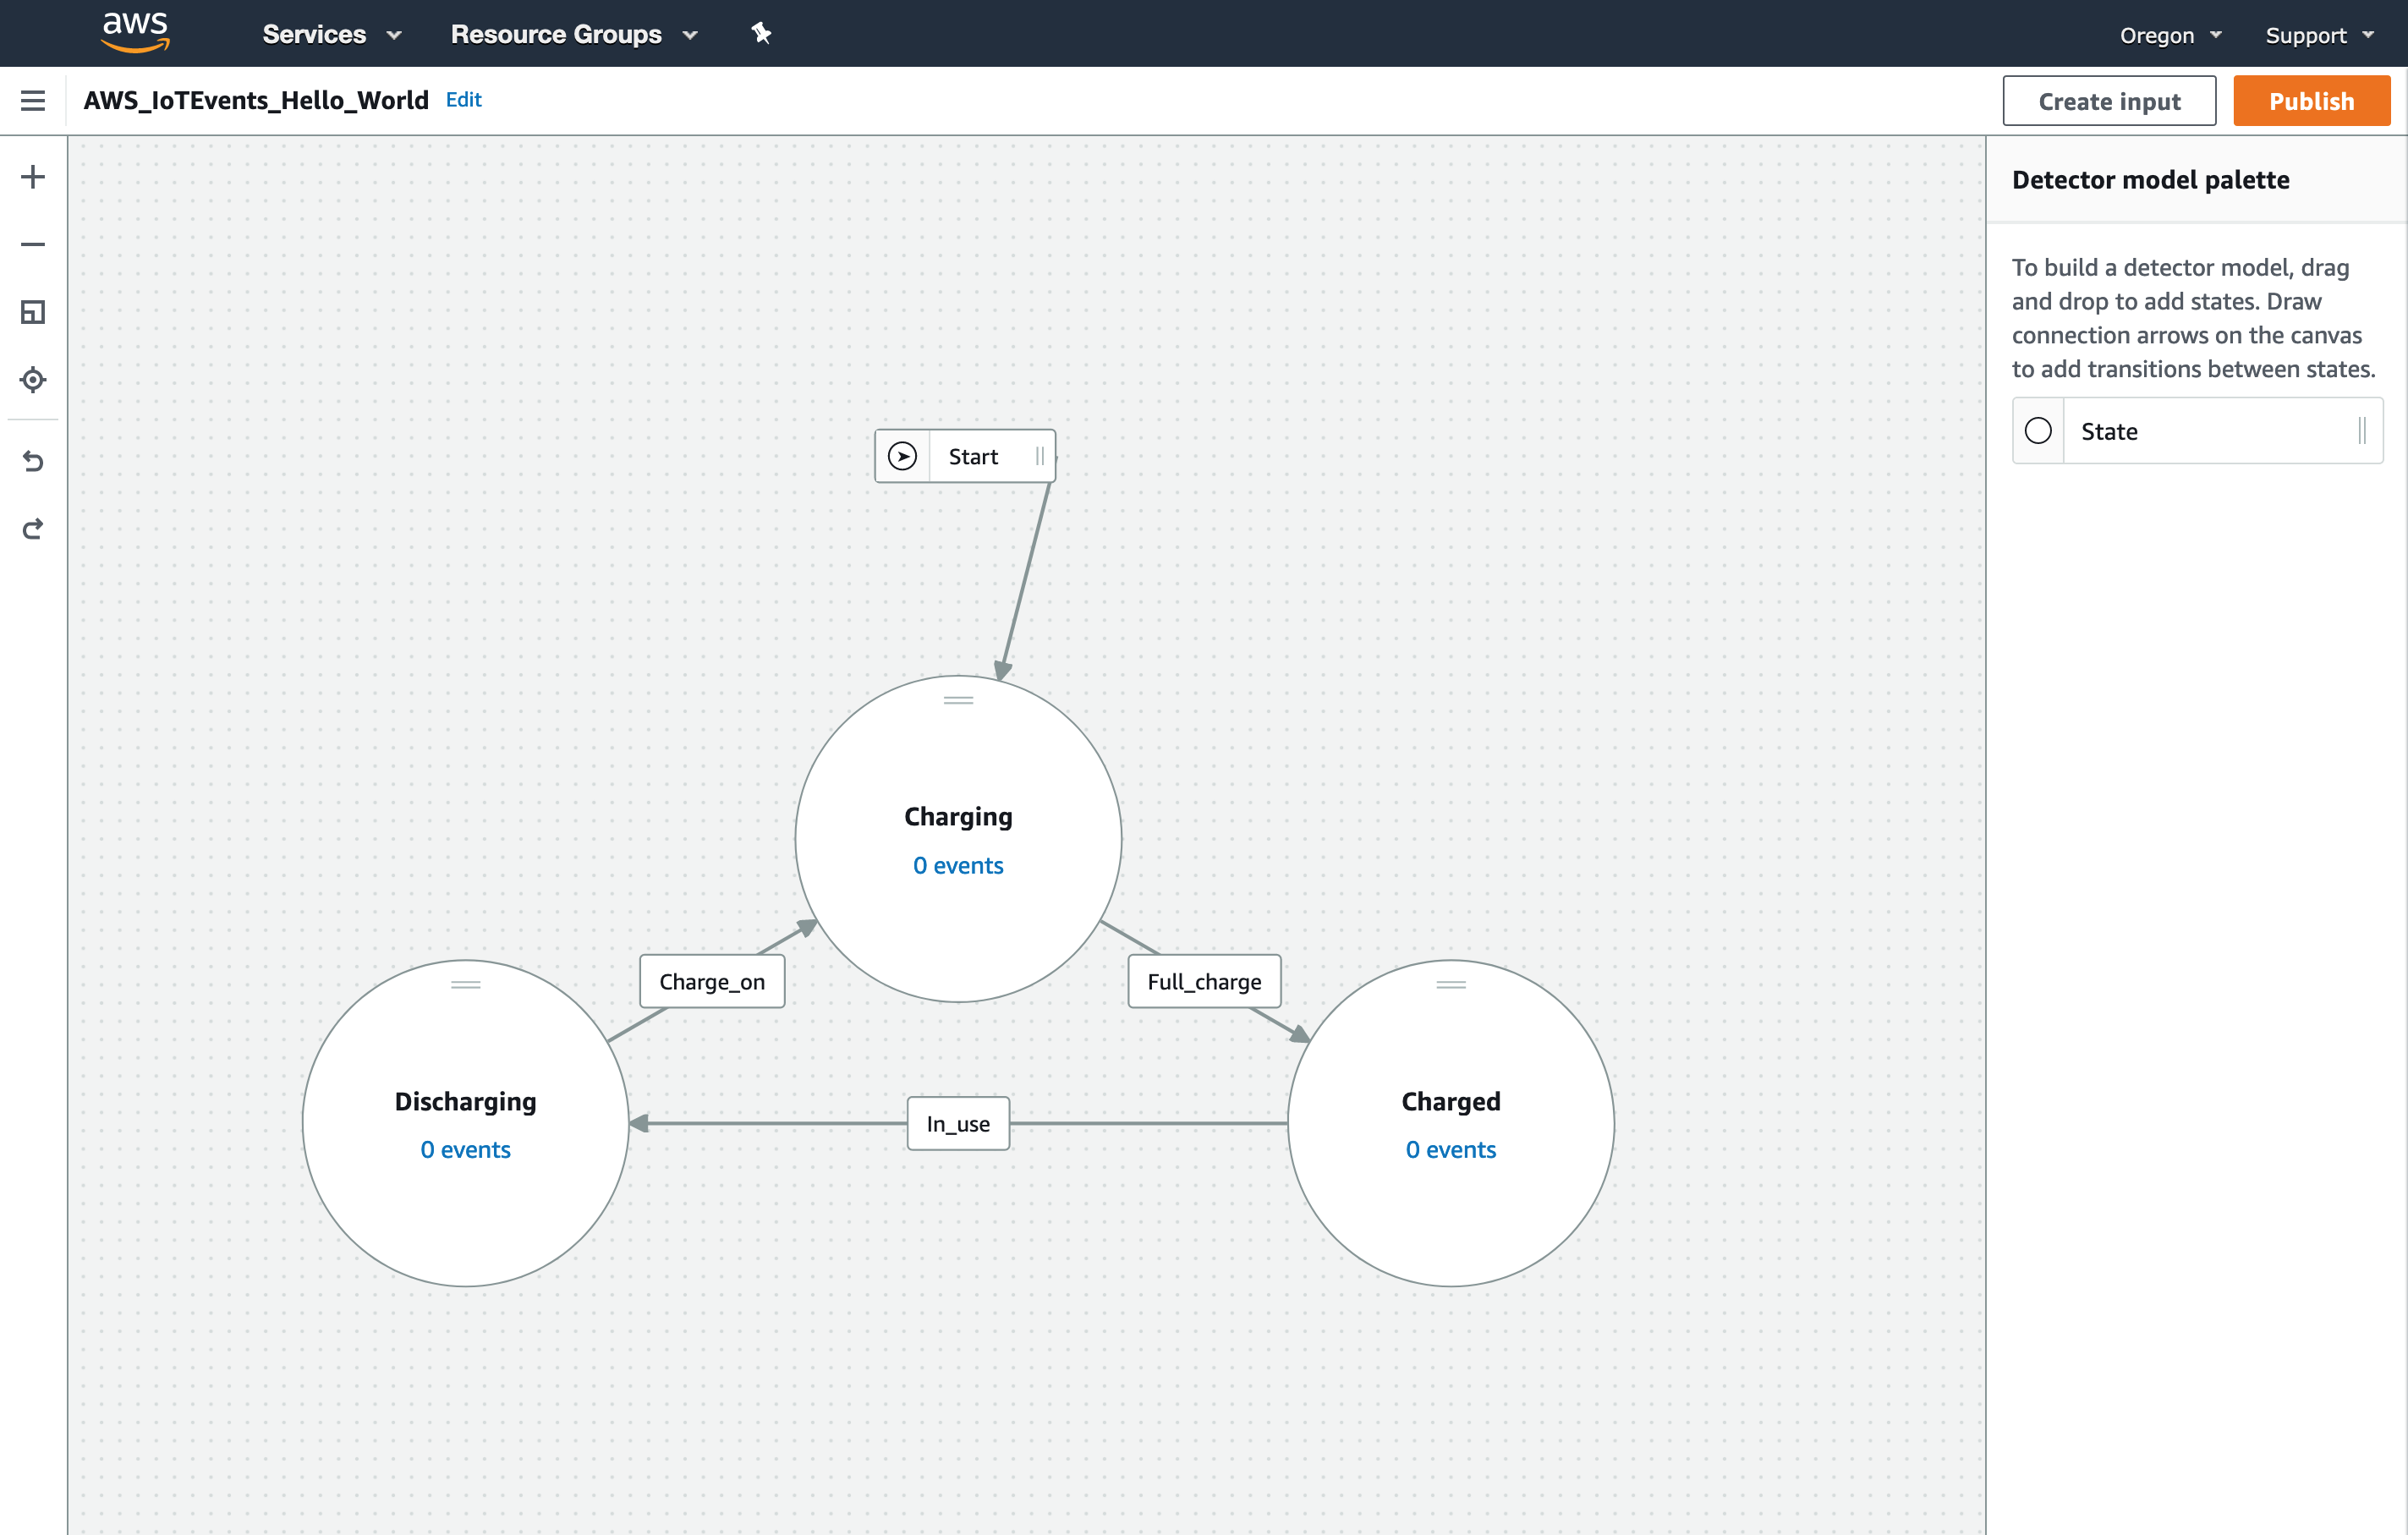 aws
Services
Resource Groups
Oregon
Support
AWS_IoTEvents_Hello_World
Edit
Create input
Publish
Detector model palette
To build a detector model, drag
and drop to add states. Draw
connection arrows on the canvas
to add transitions between states.
State
Start
Charging
0 events
Charge_on
Full_charge
Discharging
0 events
In_use
Charged
0 events